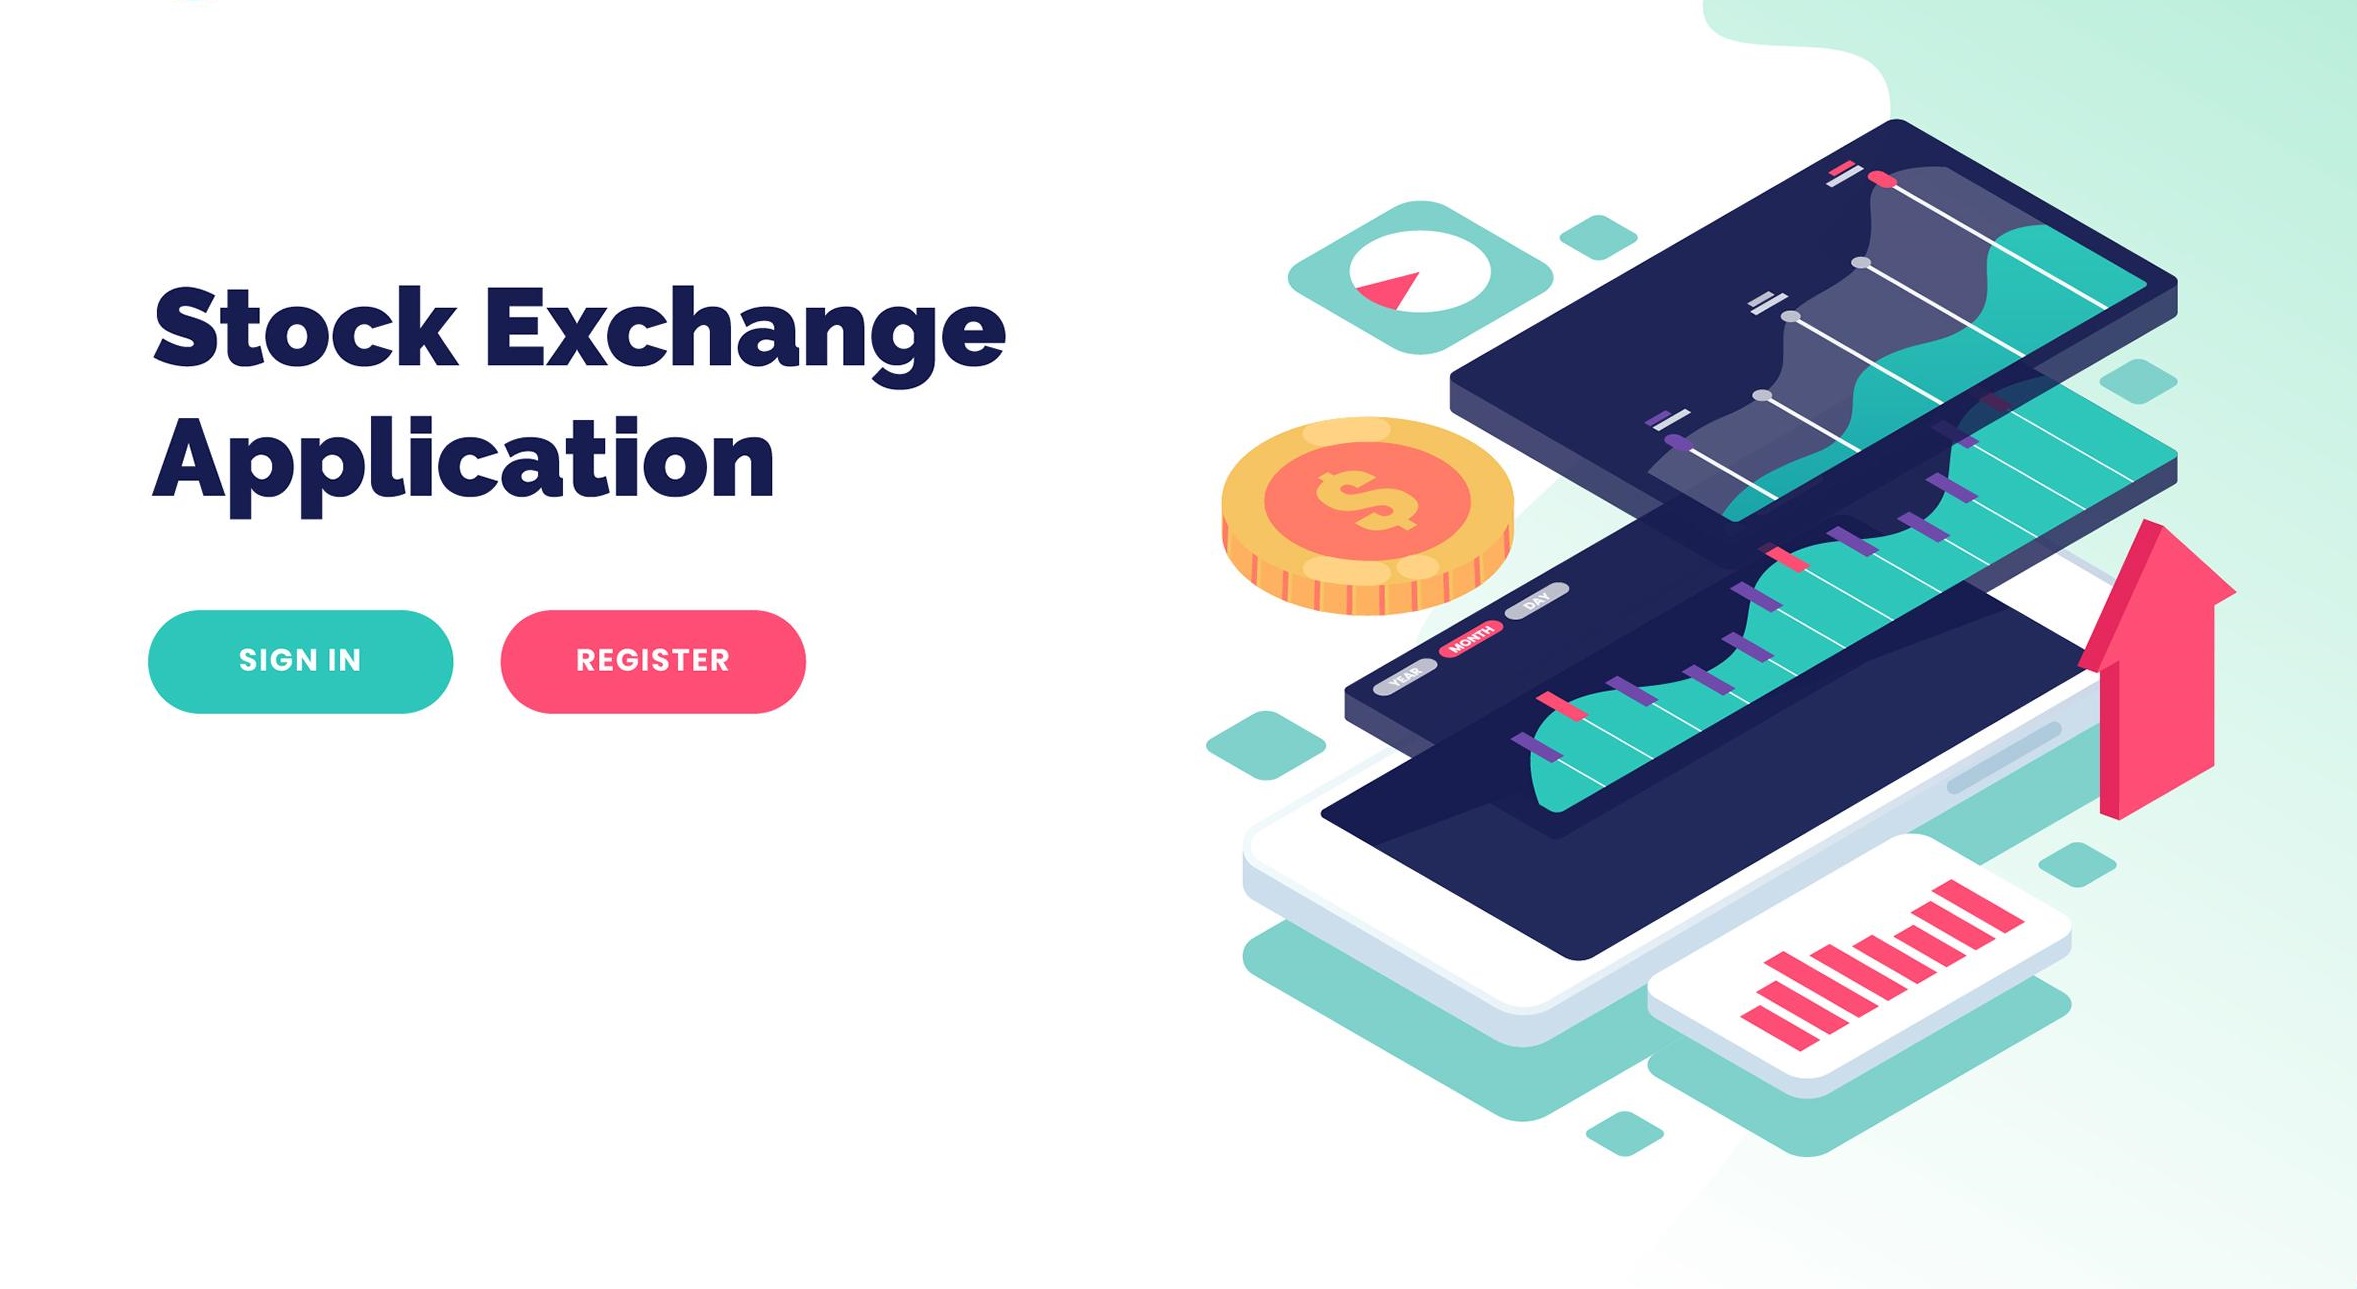 Stock Exchange
Application
SIGN IN
REGISTER
$
YEAR
MONTH
DAY